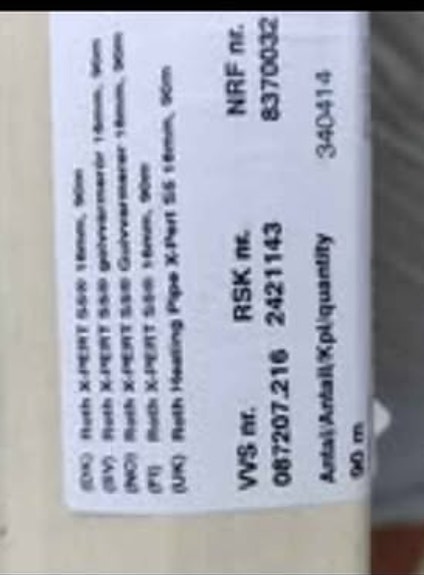 (DK) Roth X-PERT S5® 16mm, 90m
(SV) Roth X-PERT S5® golvvärmerör 16mm, 90m
(NO) Roth X-PERT S5® Gulvvarmerør 16mm, 90m
(FI) Roth X-PERT S5® 16mm, 90m
(UK) Roth Heating Pipe X-Pert S5 16mm, 90m
VVS nr. RSK nr. NRF nr.
087207.216 2421143 8370032
Antal/Antall/Kpl/quantity 340414
90 m